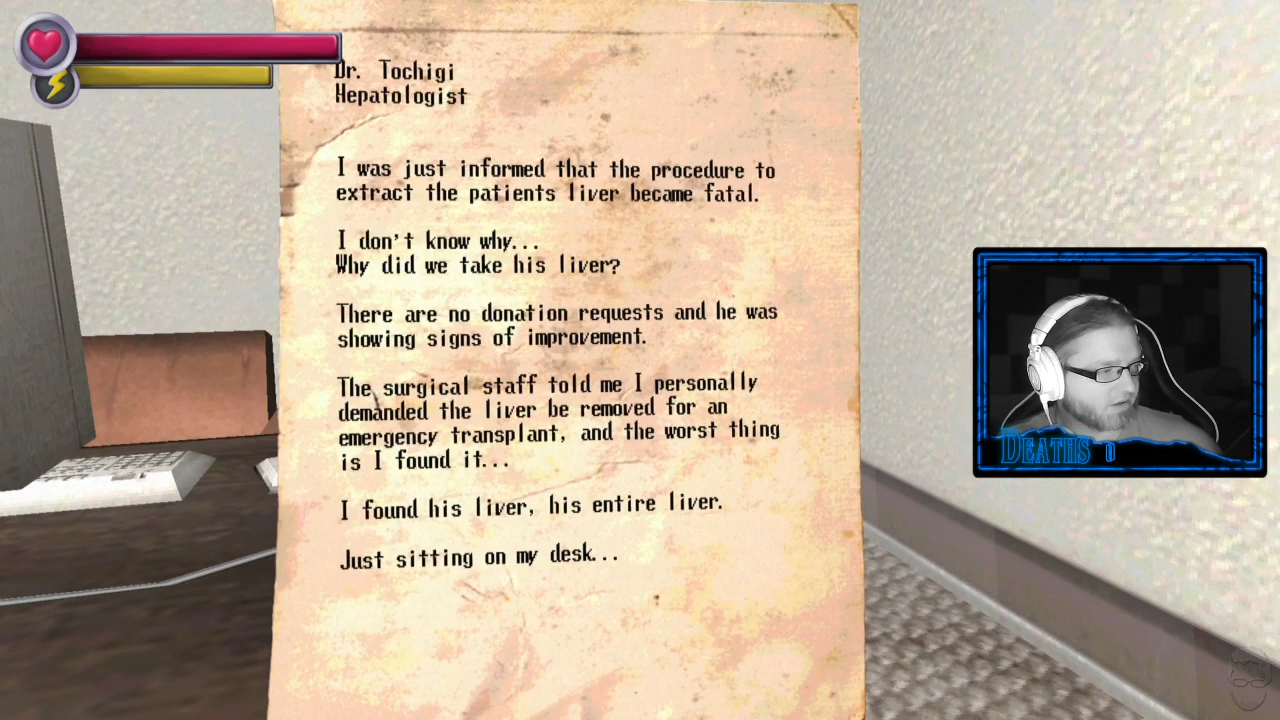 Dr. Tochigi
Hepatologist
I was just informed that the procedure to
extract the patients liver became fatal.
I don't know why...
Why did we take his liver?
There are no donation requests and he was
showing signs of improvement.
The surgical staff told me I personally
demanded the liver be removed for an
emergency transplant, and the worst thing
is I found it...
I found his liver, his entire liver.
Just sitting on my desk...
DEATHS 0